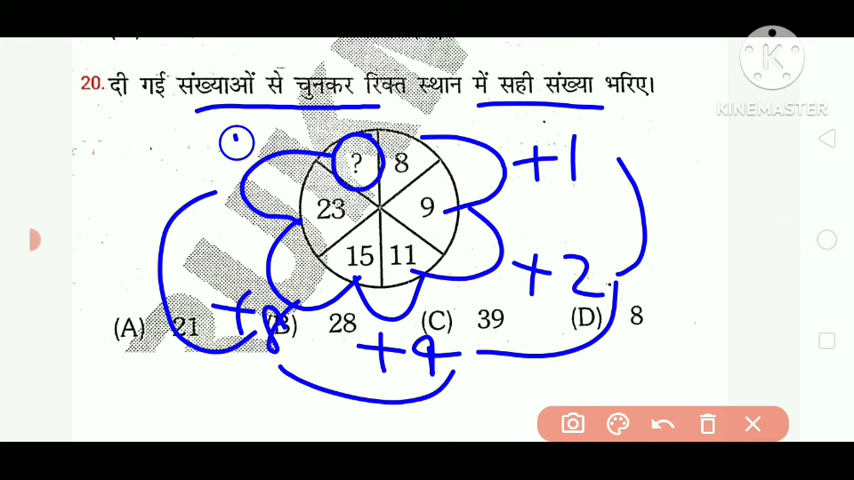 K
KINEMASTER
20. दी गई संख्याओं से चुनकर रिक्त स्थान में सही संख्या भरिए।
? 8
23 9
15 11
+1
+2
+4
+8
(A) 21 (B) 28 (C) 39 (D) 8